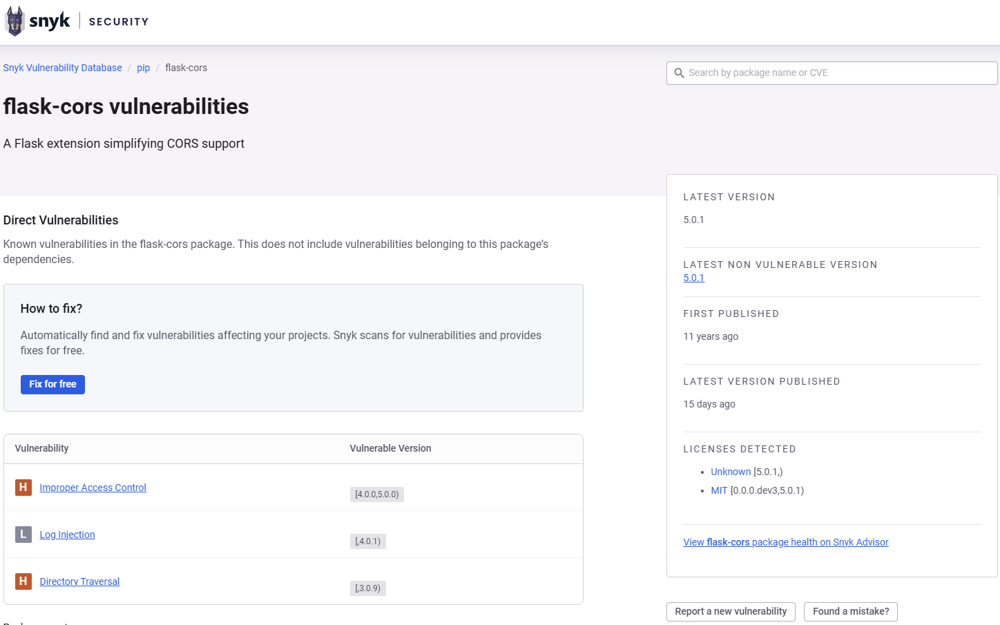 snyk | SECURITY
Snyk Vulnerability Database / pip / flask-cors
Search by package name or CVE
flask-cors vulnerabilities
A Flask extension simplifying CORS support
Direct Vulnerabilities
Known vulnerabilities in the flask-cors package. This does not include vulnerabilities belonging to this package's
dependencies.
How to fix?
Automatically find and fix vulnerabilities affecting your projects. Snyk scans for vulnerabilities and provides
fixes for free.
Fix for free
Vulnerability Vulnerable Version
H Improper Access Control [4.0.0,5.0.0)
L Log Injection [,4.0.1)
H Directory Traversal [,3.0.9)
LATEST VERSION
5.0.1
LATEST NON VULNERABLE VERSION
5.0.1
FIRST PUBLISHED
11 years ago
LATEST VERSION PUBLISHED
15 days ago
LICENSES DETECTED
• Unknown [5.0.1,)
• MIT [0.0.0.dev3,5.0.1)
View flask-cors package health on Snyk Advisor
Report a new vulnerability Found a mistake?